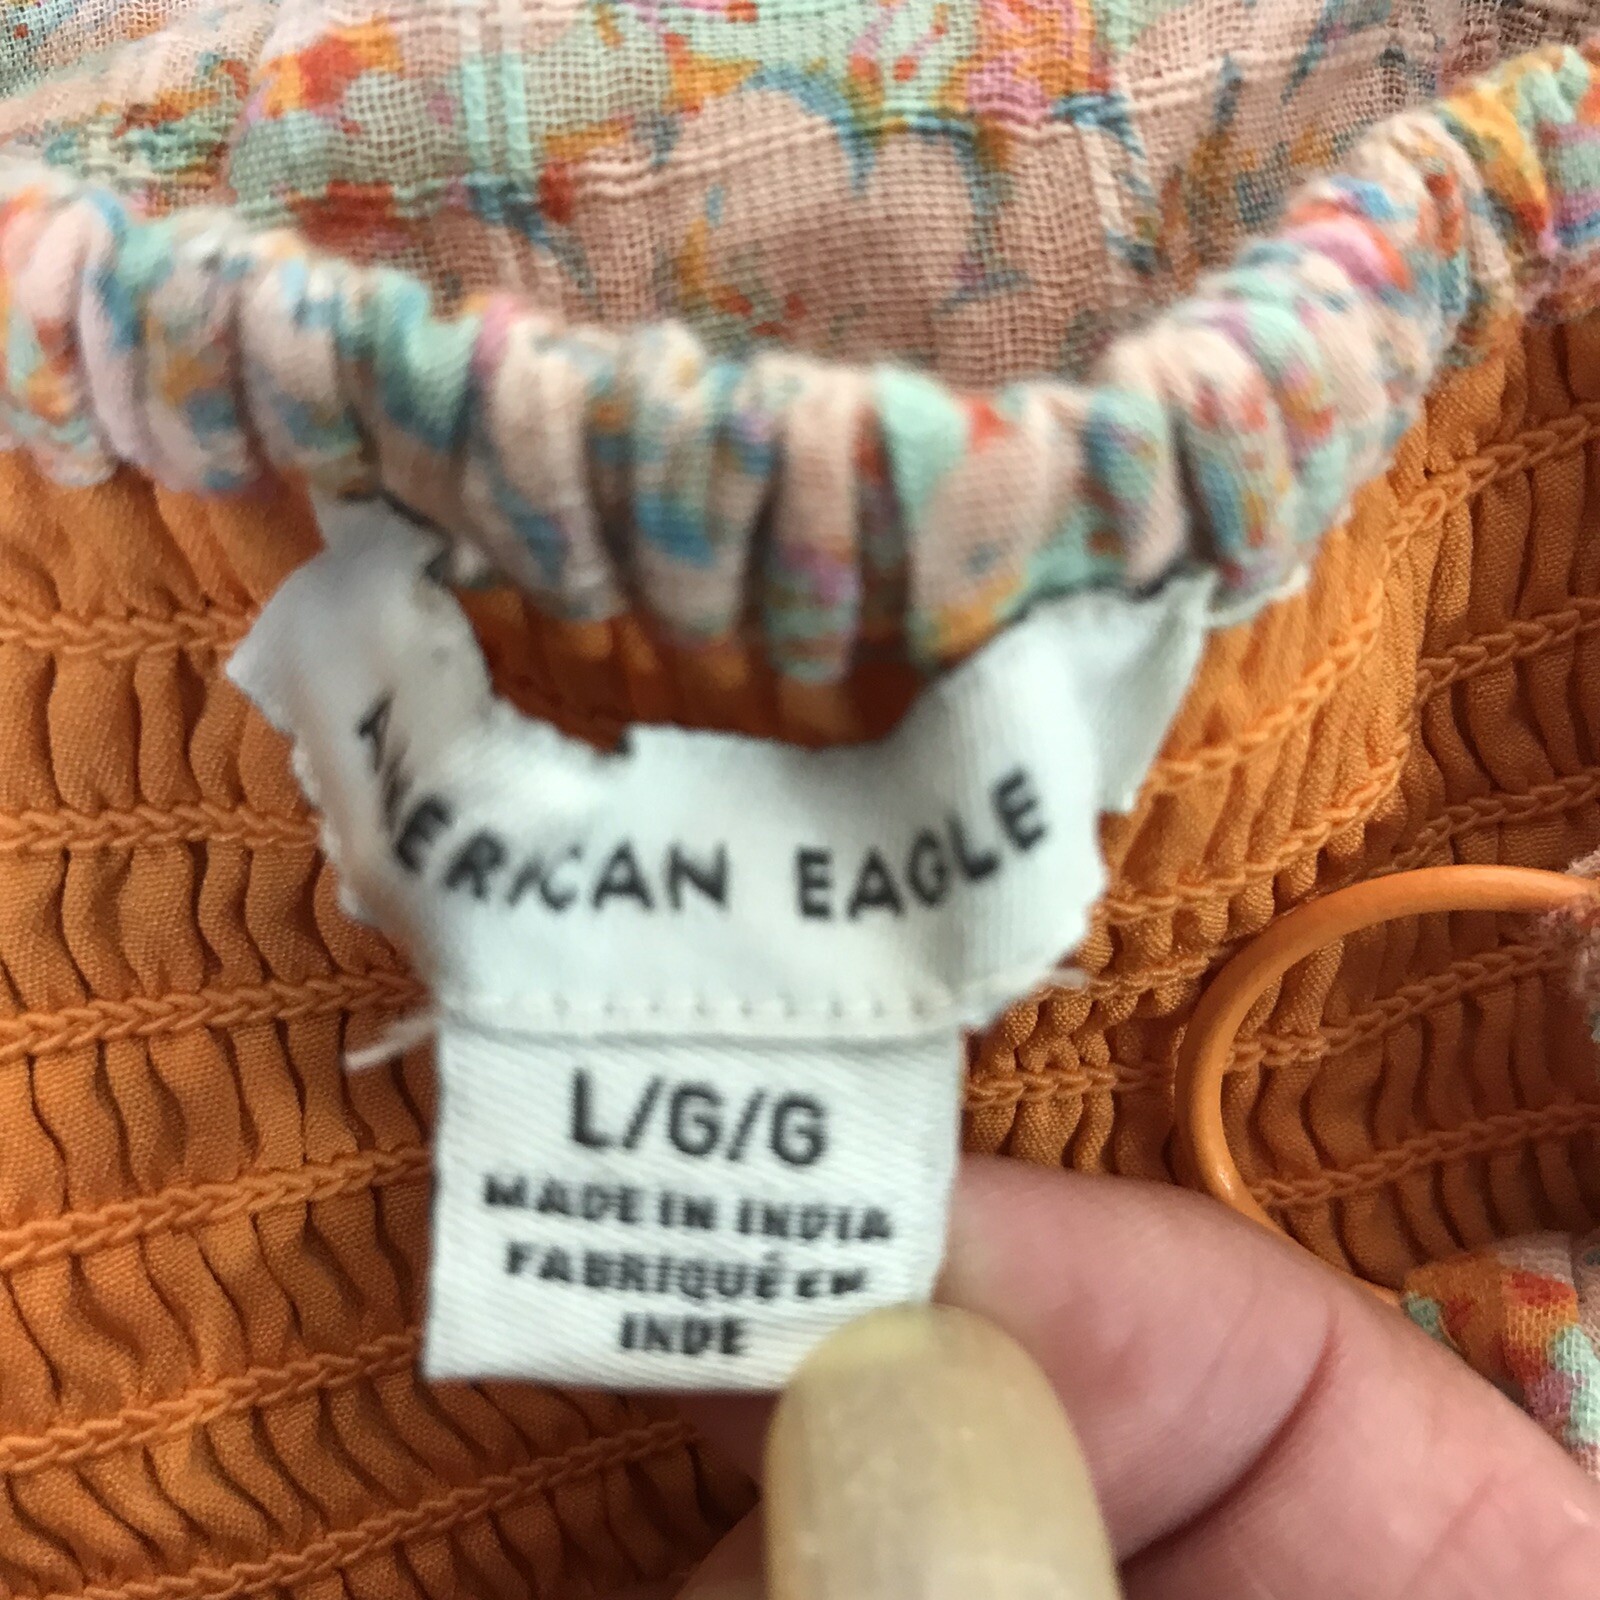 AMERICAN EAGLE
L/G/G
MADE IN INDIA
FABRIQUÉ EN
INDE